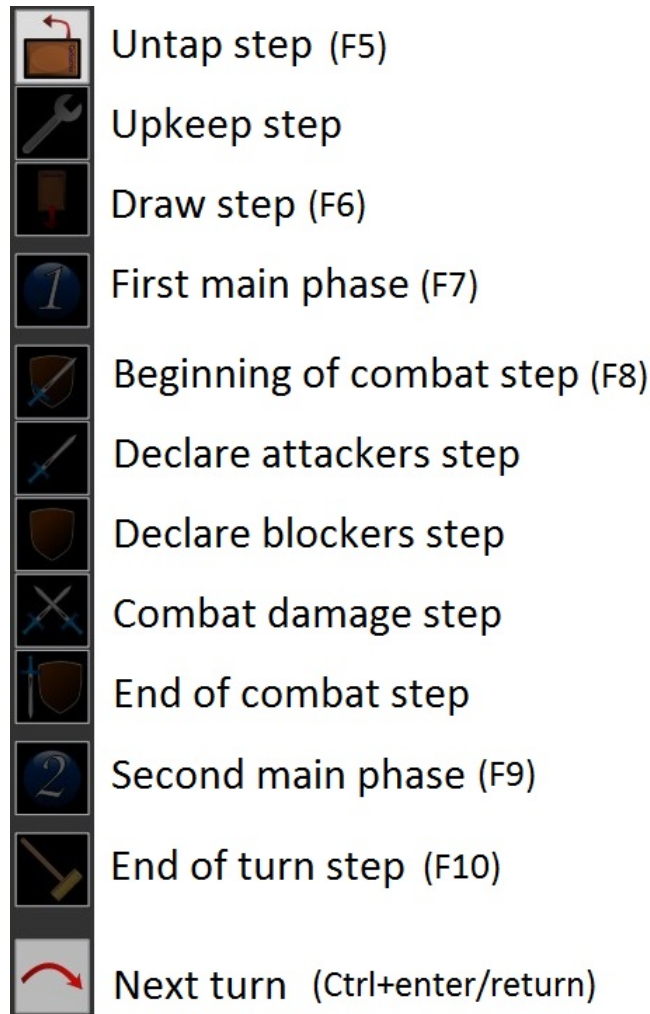 Untap step (F5)
Upkeep step
Draw step (F6)
1 First main phase (F7)
Beginning of combat step (F8)
Declare attackers step
Declare blockers step
Combat damage step
End of combat step
2 Second main phase (F9)
End of turn step (F10)
Next turn (Ctrl+enter/return)